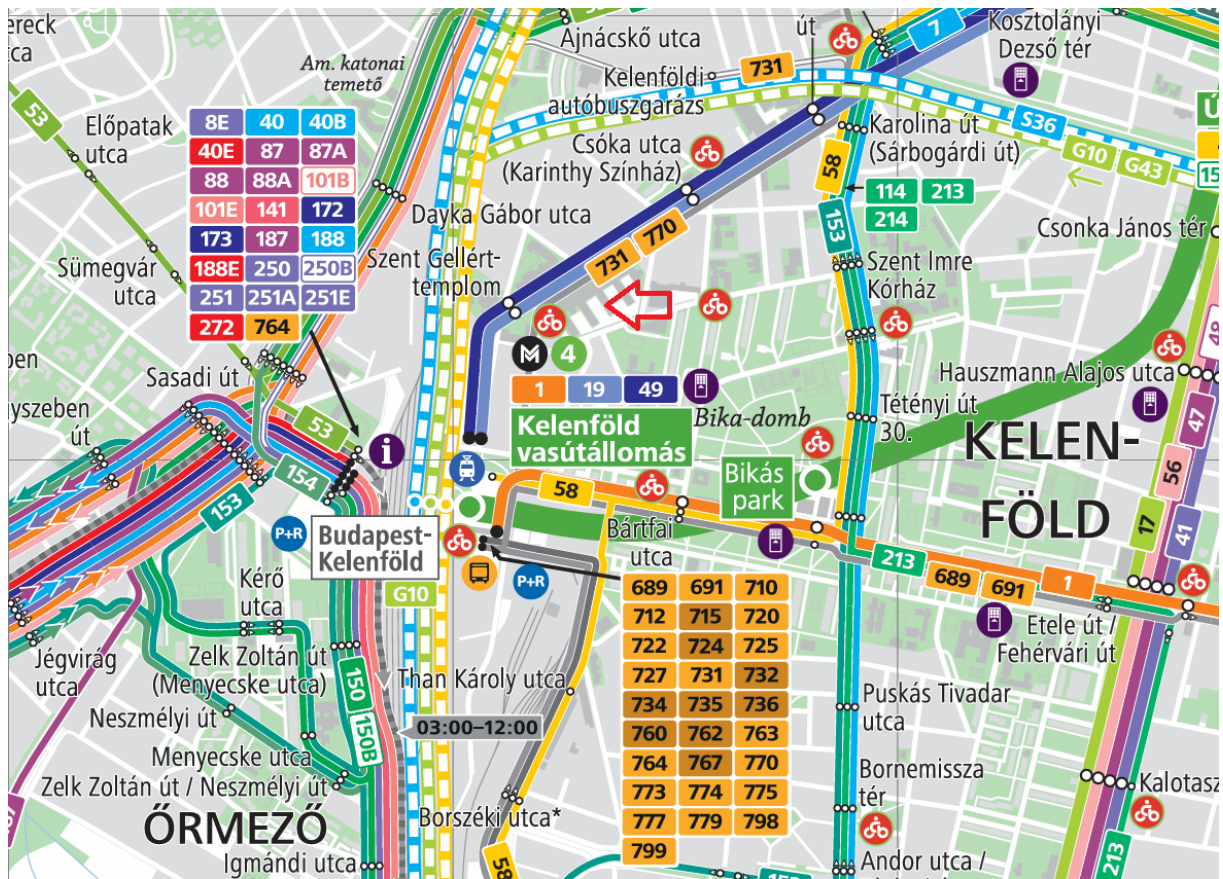 ereck
tca
Ajnácskő utca
út
Kosztolányi
Dezső tér
7
Am. katonai
temető
Kelenföldi
autóbuszgarázs
731
53
Előpatak
utca
8E 40 40B
40E 87 87A
88 88A 101B
101E 141 172
173 187 188
188E 250 250B
251 251A 251E
272 764
Csóka utca
(Karinthy Színház)
Karolina út
(Sárbogárdi út)
S36
G10 G43
Ú
15
58
114 213
214
153
Dayka Gábor utca
Csonka János tér
Sümegvár
utca
Szent Gellért-
templom
731 770
Szent Imre
Kórház
48
M 4
1 19 49
Sasadi út
Hauszmann Alajos utca
yszeben
út
Kelenföld
vasútállomás
Bika-domb
Tétényi út
30.
47
KELEN-
FÖLD
53
i
154
153
58
Bikás
park
56
17
41
P+R
Budapest-
Kelenföld
Bártfai
utca
213
689
691
1
P+R
G10
Kérő
utca
689 691 710
712 715 720
722 724 725
727 731 732
734 735 736
760 762 763
764 767 770
773 774 775
777 779 798
799
Etele út /
Fehérvári út
Jégvirág
utca
Zelk Zoltán út
(Menyecske utca)
150
150B
Than Károly utca
Puskás Tivadar
utca
Neszmélyi út
03:00–12:00
Menyecske utca
Zelk Zoltán út / Neszmélyi út
Bornemissza
tér
Kalotasz
ŐRMEZŐ
Borszéki utca*
Igmándi utca
58
Andor utca /
213
153